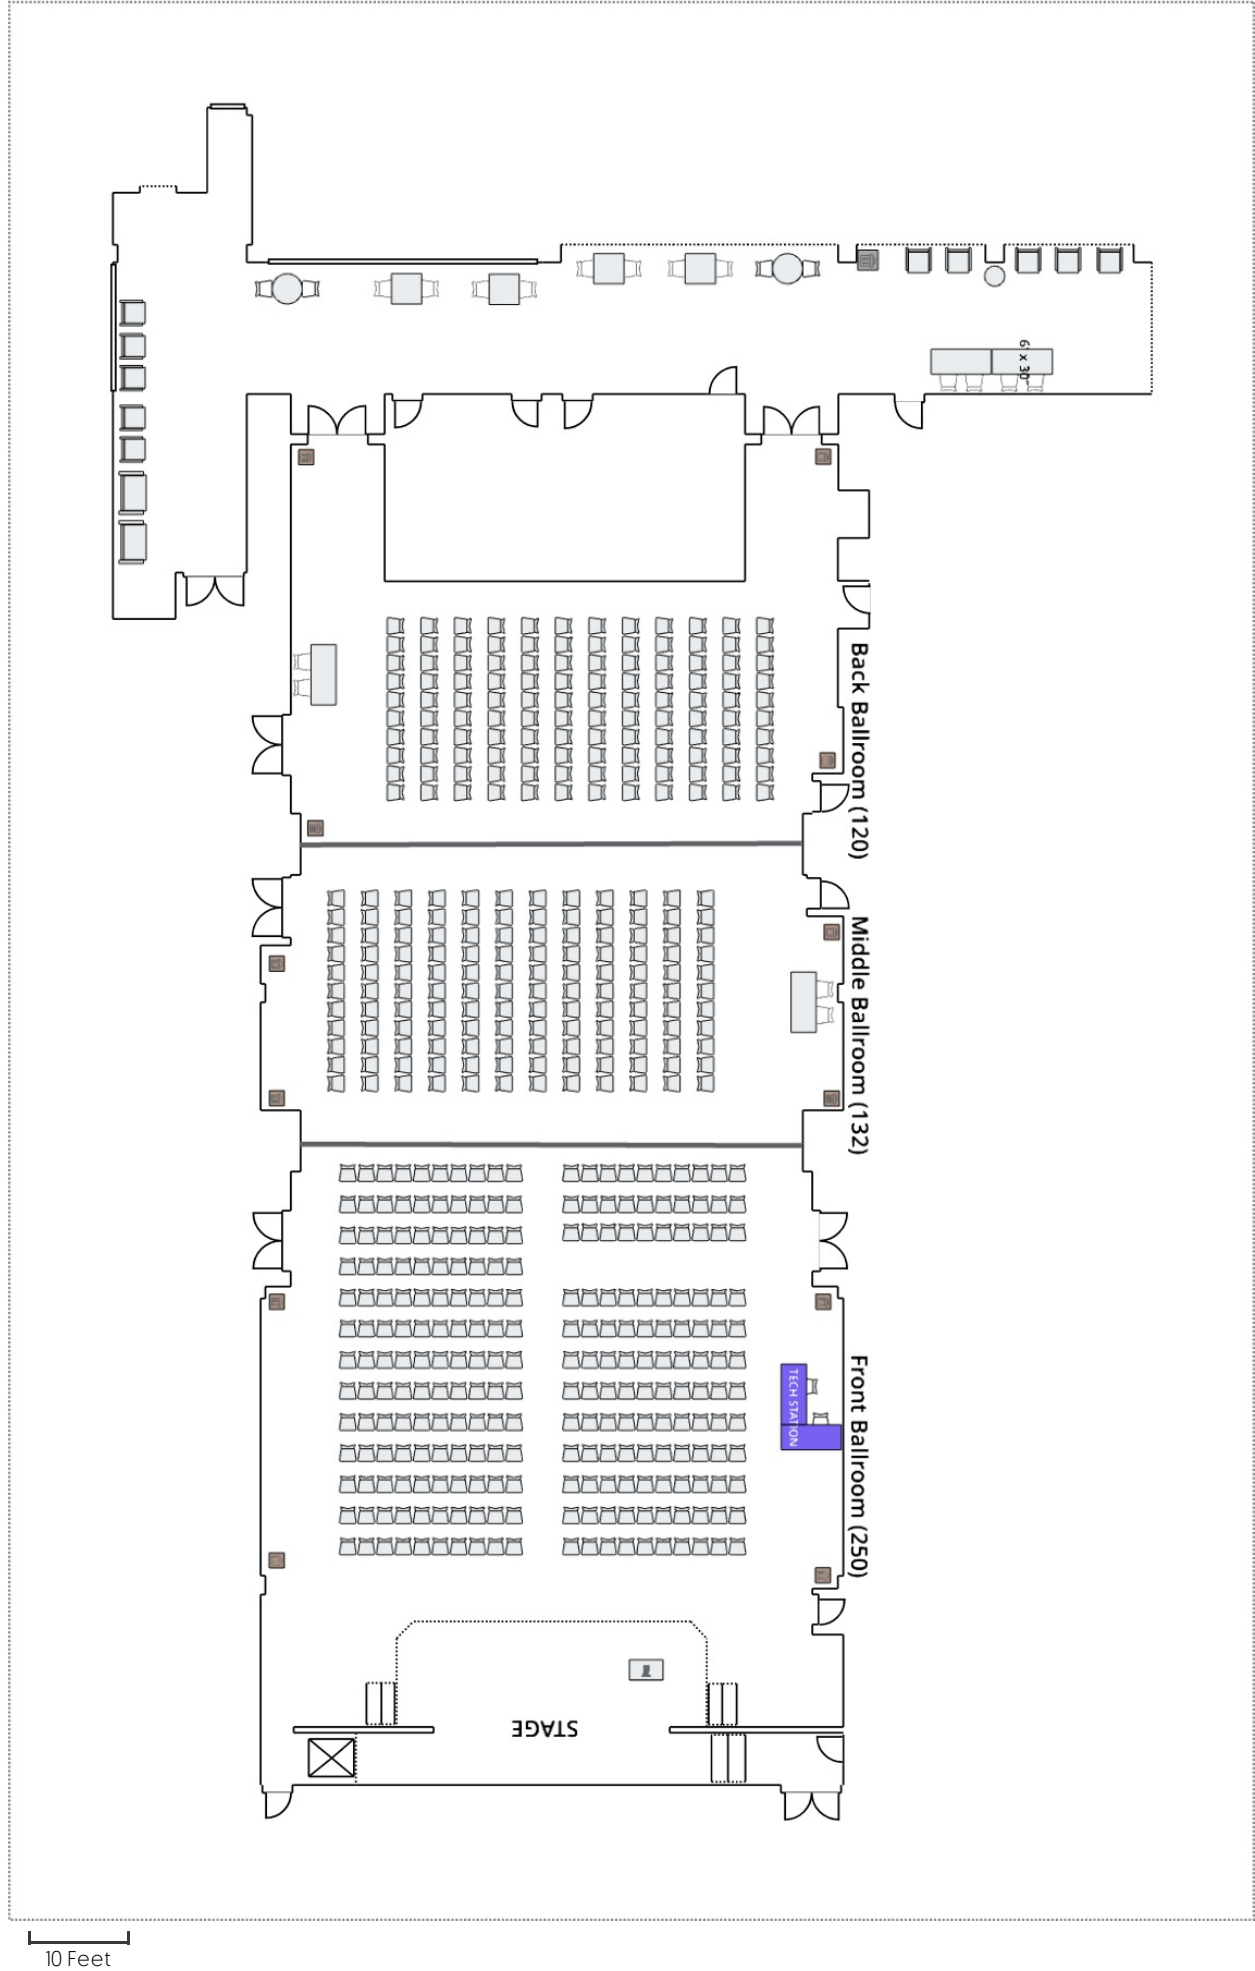 6' x 30"
Back Ballroom (120)
Middle Ballroom (132)
TECH STATION
Front Ballroom (250)
STAGE
10 Feet